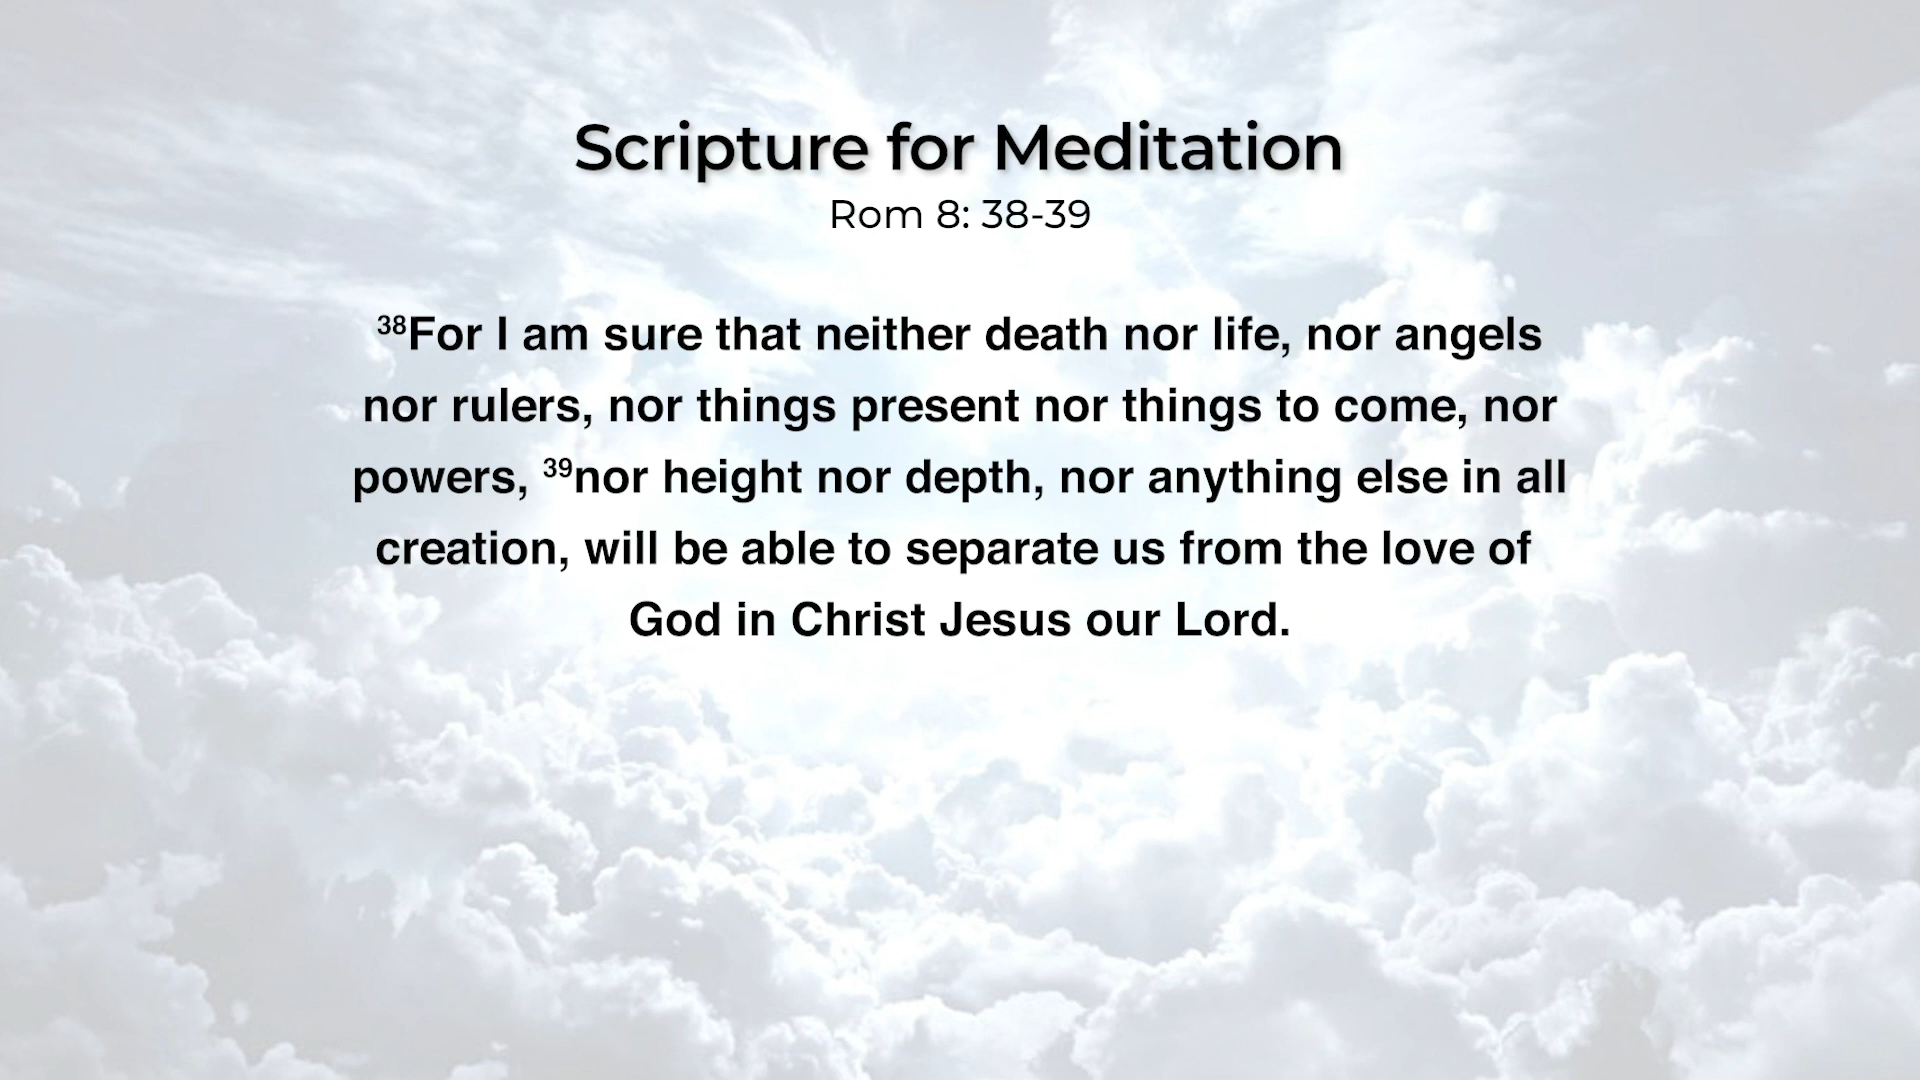 Scripture for Meditation
Rom 8: 38-39
³⁸For I am sure that neither death nor life, nor angels
nor rulers, nor things present nor things to come, nor
powers, ³⁹nor height nor depth, nor anything else in all
creation, will be able to separate us from the love of
God in Christ Jesus our Lord.